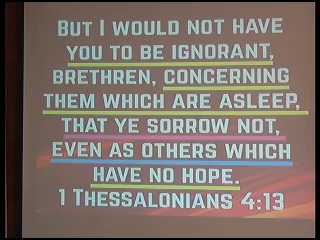 But I would not have
you to be ignorant,
brethren, concerning
them which are asleep,
that ye sorrow not,
even as others which
have no hope.
1 Thessalonians 4:13